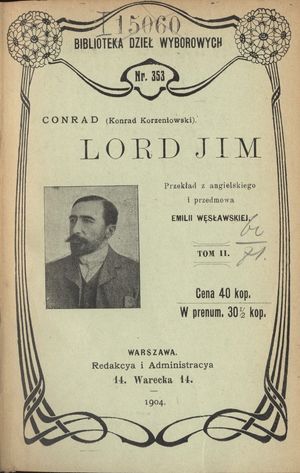 I 15060
BIBLIOTEKA DZIEŁ WYBOROWYCH
Nr. 353
CONRAD (Konrad Korzeniowski).
LORD JIM
Przekład z angielskiego
i przedmowa
EMILII WĘSŁAWSKIEJ.
TOM II.
Cena 40 kop.
W prenum. 30½ kop.
WARSZAWA.
Redakcya i Administracya
14. Warecka 14.
1904.